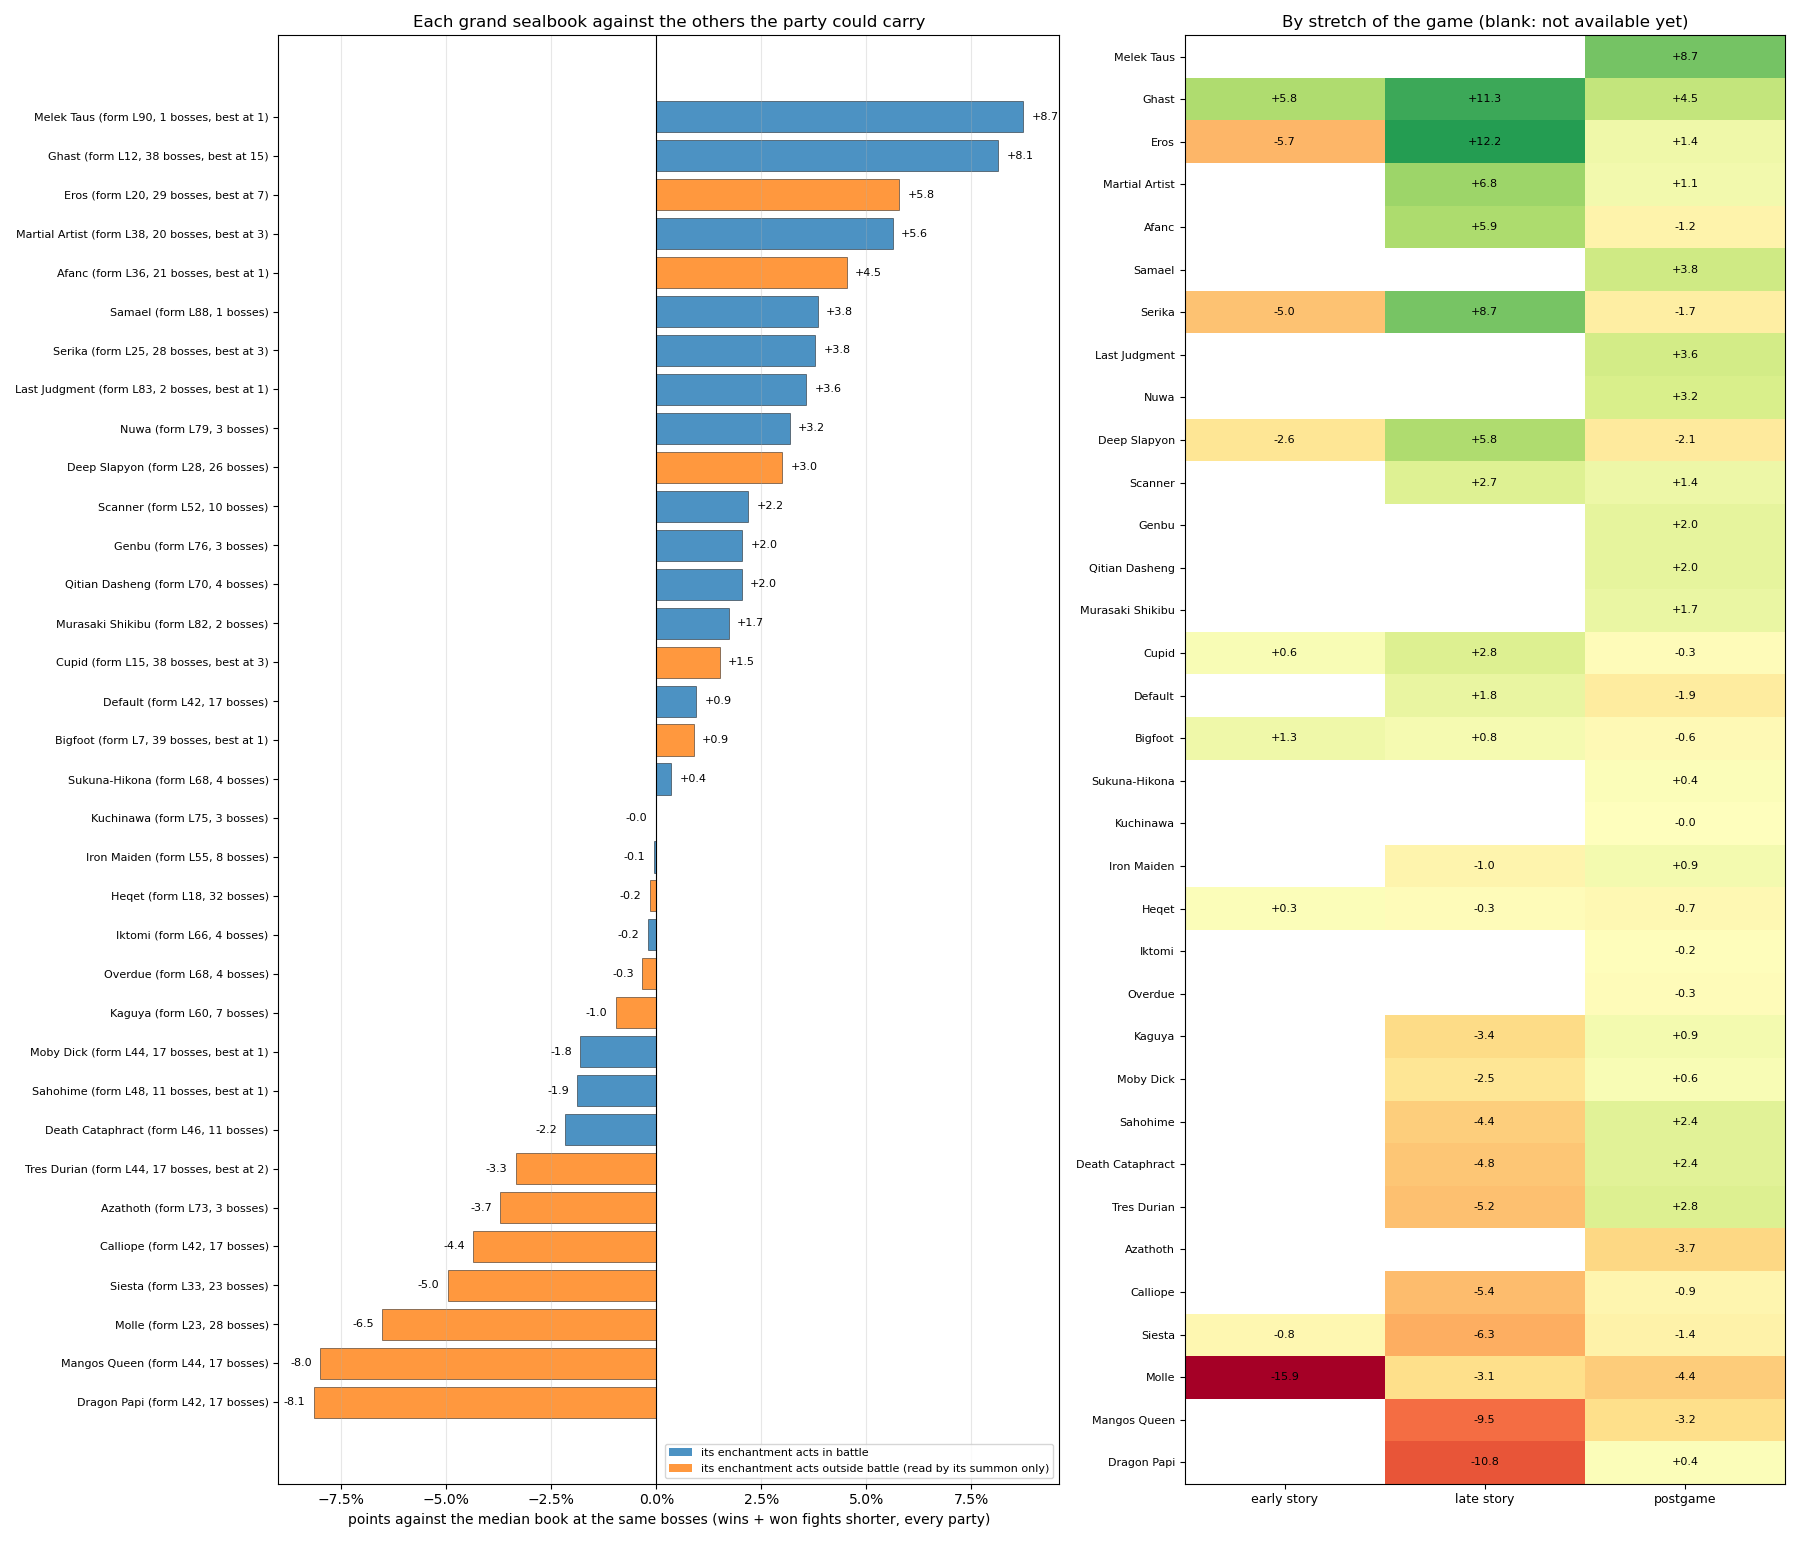 Each grand sealbook against the others the party could carry
Melek Taus (form L90, 1 bosses, best at 1)
+8.7
Ghast (form L12, 38 bosses, best at 15)
+8.1
Eros (form L20, 29 bosses, best at 7)
+5.8
Martial Artist (form L38, 20 bosses, best at 3)
+5.6
Afanc (form L36, 21 bosses, best at 1)
+4.5
Samael (form L88, 1 bosses)
+3.8
Serika (form L25, 28 bosses, best at 3)
+3.8
Last Judgment (form L83, 2 bosses, best at 1)
+3.6
Nuwa (form L79, 3 bosses)
+3.2
Deep Slapyon (form L28, 26 bosses)
+3.0
Scanner (form L52, 10 bosses)
+2.2
Genbu (form L76, 3 bosses)
+2.0
Qitian Dasheng (form L70, 4 bosses)
+2.0
Murasaki Shikibu (form L82, 2 bosses)
+1.7
Cupid (form L15, 38 bosses, best at 3)
+1.5
Default (form L42, 17 bosses)
+0.9
Bigfoot (form L7, 39 bosses, best at 1)
+0.9
Sukuna-Hikona (form L68, 4 bosses)
+0.4
Kuchinawa (form L75, 3 bosses)
-0.0
Iron Maiden (form L55, 8 bosses)
-0.1
Heqet (form L18, 32 bosses)
-0.2
Iktomi (form L66, 4 bosses)
-0.2
Overdue (form L68, 4 bosses)
-0.3
Kaguya (form L60, 7 bosses)
-1.0
Moby Dick (form L44, 17 bosses, best at 1)
-1.8
Sahohime (form L48, 11 bosses, best at 1)
-1.9
Death Cataphract (form L46, 11 bosses)
-2.2
Tres Durian (form L44, 17 bosses, best at 2)
-3.3
Azathoth (form L73, 3 bosses)
-3.7
Calliope (form L42, 17 bosses)
-4.4
Siesta (form L33, 23 bosses)
-5.0
Molle (form L23, 28 bosses)
-6.5
Mangos Queen (form L44, 17 bosses)
-8.0
Dragon Papi (form L42, 17 bosses)
-8.1
its enchantment acts in battle
its enchantment acts outside battle (read by its summon only)
−7.5% −5.0% −2.5% 0.0% 2.5% 5.0% 7.5%
points against the median book at the same bosses (wins + won fights shorter, every party)
By stretch of the game (blank: not available yet)
Melek Taus +8.7
Ghast +5.8 +11.3 +4.5
Eros -5.7 +12.2 +1.4
Martial Artist +6.8 +1.1
Afanc +5.9 -1.2
Samael +3.8
Serika -5.0 +8.7 -1.7
Last Judgment +3.6
Nuwa +3.2
Deep Slapyon -2.6 +5.8 -2.1
Scanner +2.7 +1.4
Genbu +2.0
Qitian Dasheng +2.0
Murasaki Shikibu +1.7
Cupid +0.6 +2.8 -0.3
Default +1.8 -1.9
Bigfoot +1.3 +0.8 -0.6
Sukuna-Hikona +0.4
Kuchinawa -0.0
Iron Maiden -1.0 +0.9
Heqet +0.3 -0.3 -0.7
Iktomi -0.2
Overdue -0.3
Kaguya -3.4 +0.9
Moby Dick -2.5 +0.6
Sahohime -4.4 +2.4
Death Cataphract -4.8 +2.4
Tres Durian -5.2 +2.8
Azathoth -3.7
Calliope -5.4 -0.9
Siesta -0.8 -6.3 -1.4
Molle -15.9 -3.1 -4.4
Mangos Queen -9.5 -3.2
Dragon Papi -10.8 +0.4
early story late story postgame